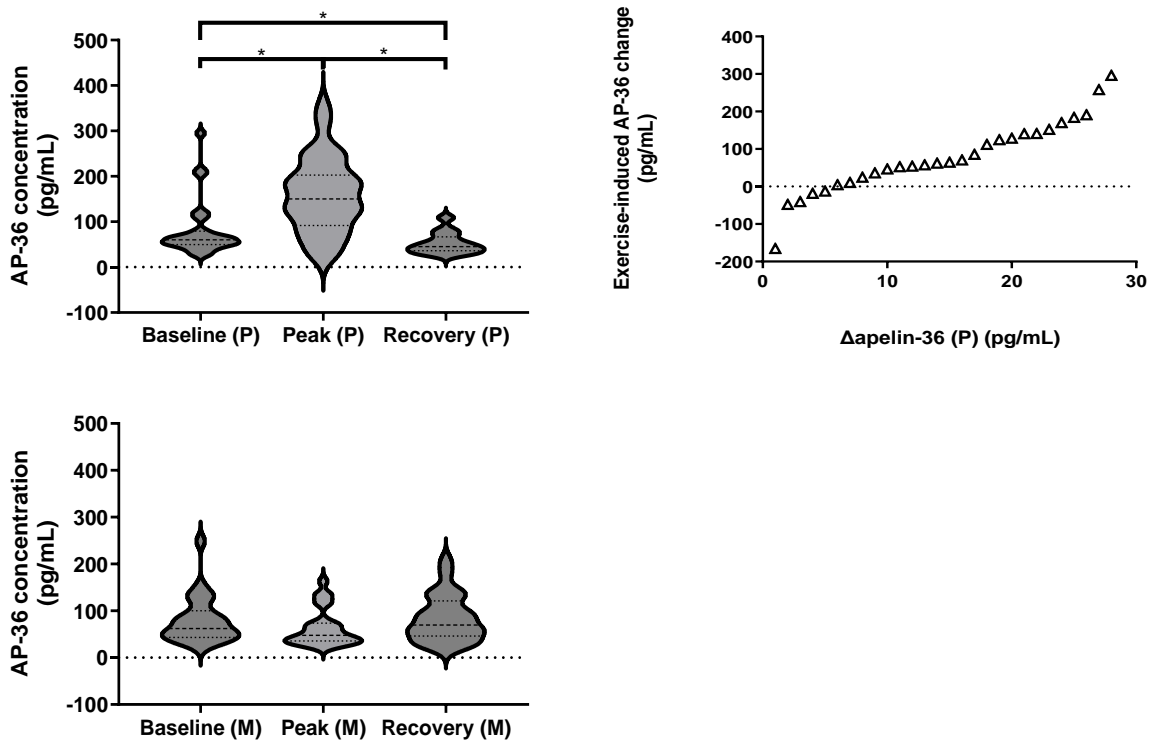 AP-36 concentration
(pg/mL)
500
400
300
200
100
0
-100
*
*
*
Baseline (P)
Peak (P)
Recovery (P)
Exercise-induced AP-36 change
(pg/mL)
400
300
200
100
0
-100
-200
0
10
20
30
Δapelin-36 (P) (pg/mL)
AP-36 concentration
(pg/mL)
500
400
300
200
100
0
-100
Baseline (M)
Peak (M)
Recovery (M)